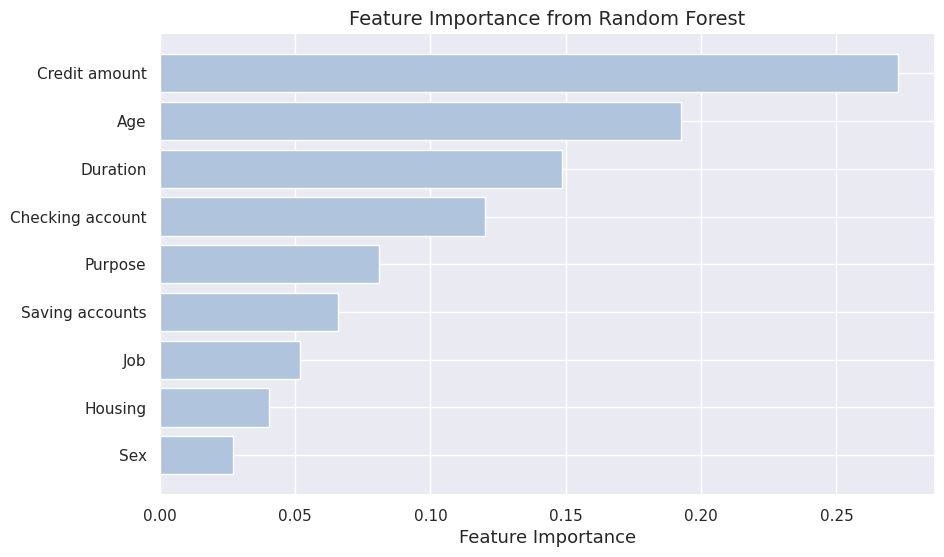 Feature Importance from Random Forest
Credit amount
Age
Duration
Checking account
Purpose
Saving accounts
Job
Housing
Sex
0.00 0.05 0.10 0.15 0.20 0.25
Feature Importance